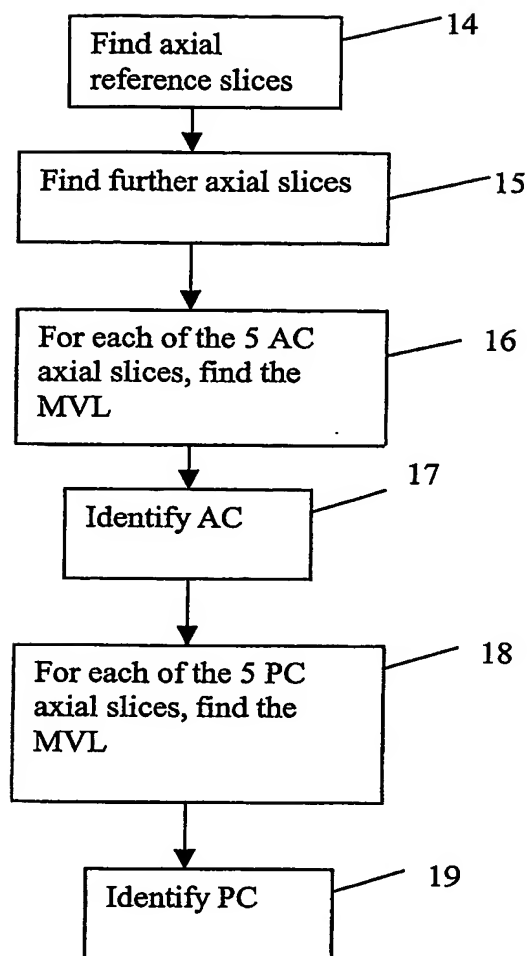 14
Find axial
reference slices
Find further axial slices
15
For each of the 5 AC
axial slices, find the
MVL
16
17
Identify AC
For each of the 5 PC
axial slices, find the
MVL
18
Identify PC
19